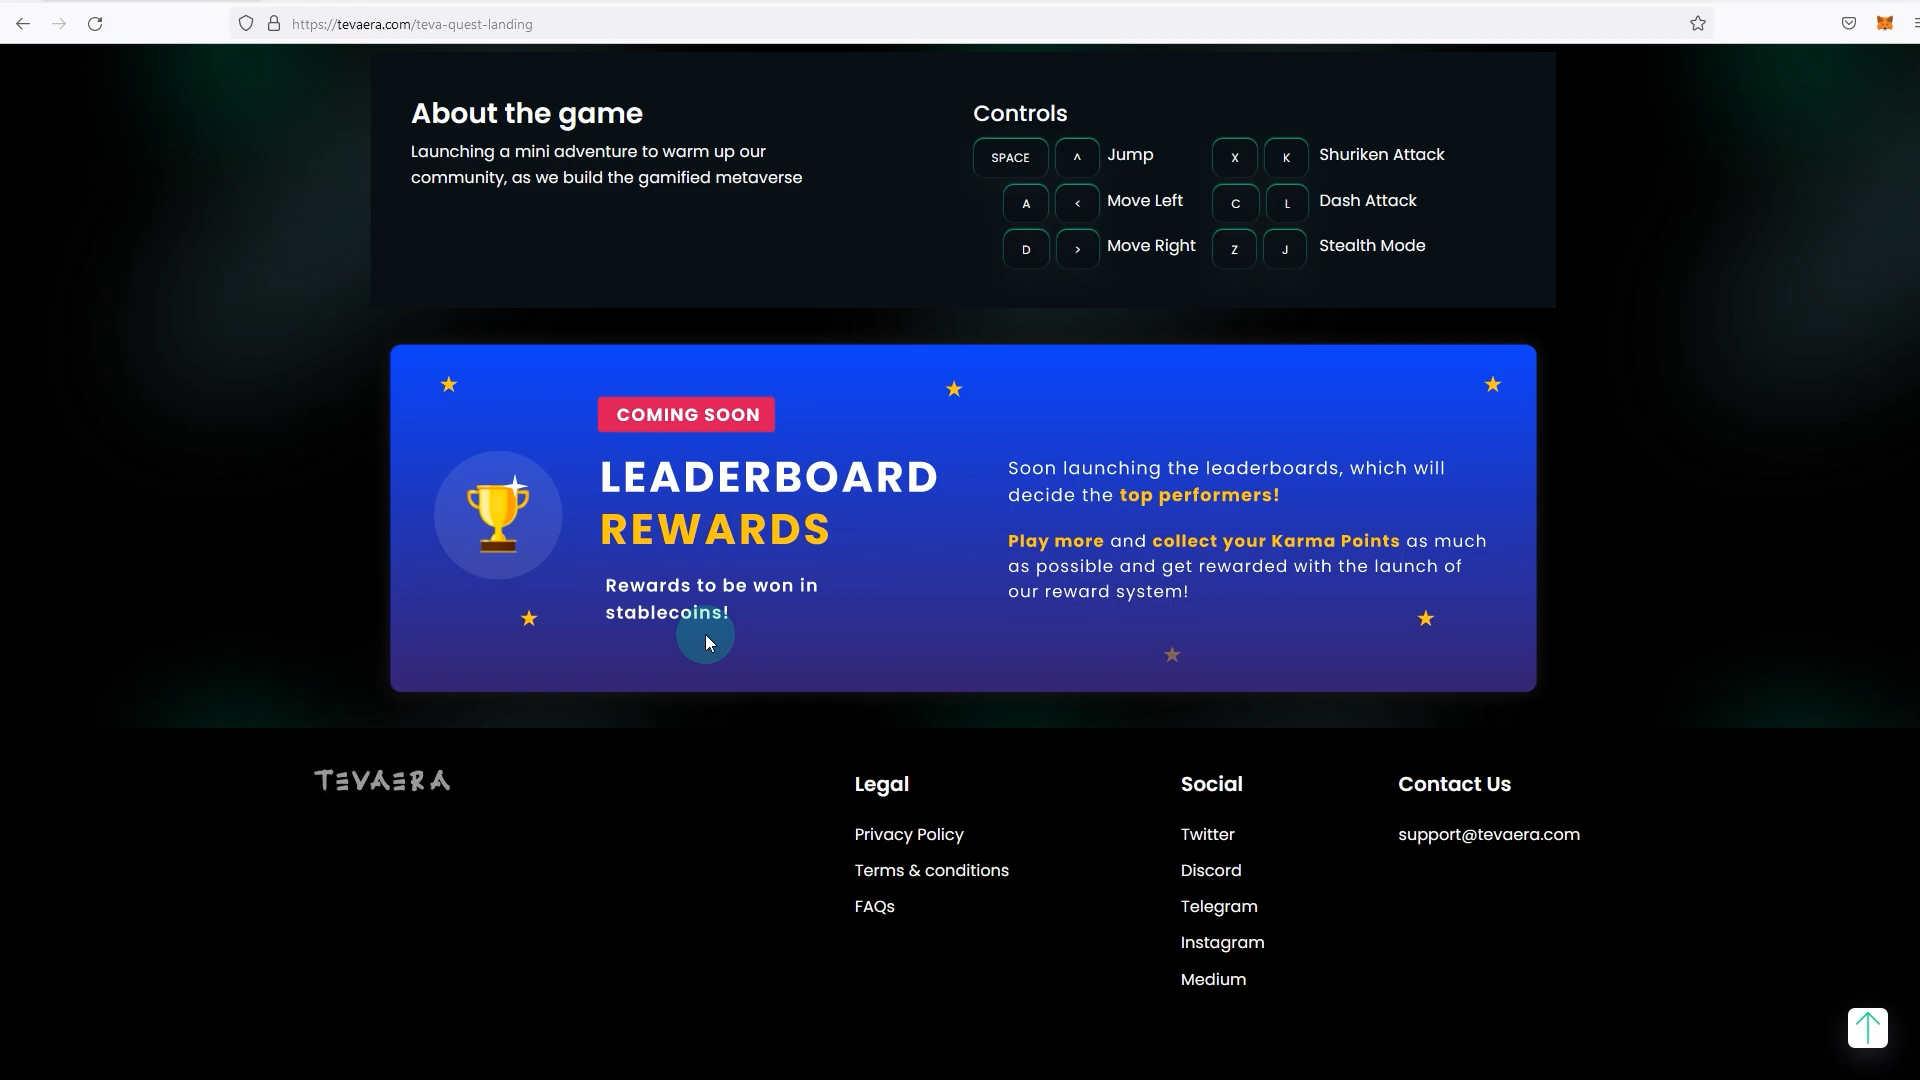 https://tevaera.com/teva-quest-landing
About the game
Launching a mini adventure to warm up our
community, as we build the gamified metaverse
Controls
SPACE ^ Jump X K Shuriken Attack
A < Move Left C L Dash Attack
D > Move Right Z J Stealth Mode
COMING SOON
LEADERBOARD
REWARDS
Rewards to be won in
stablecoins!
Soon launching the leaderboards, which will
decide the top performers!
Play more and collect your Karma Points as much
as possible and get rewarded with the launch of
our reward system!
TEVAERA
Legal
Privacy Policy
Terms & conditions
FAQs
Social
Twitter
Discord
Telegram
Instagram
Medium
Contact Us
support@tevaera.com